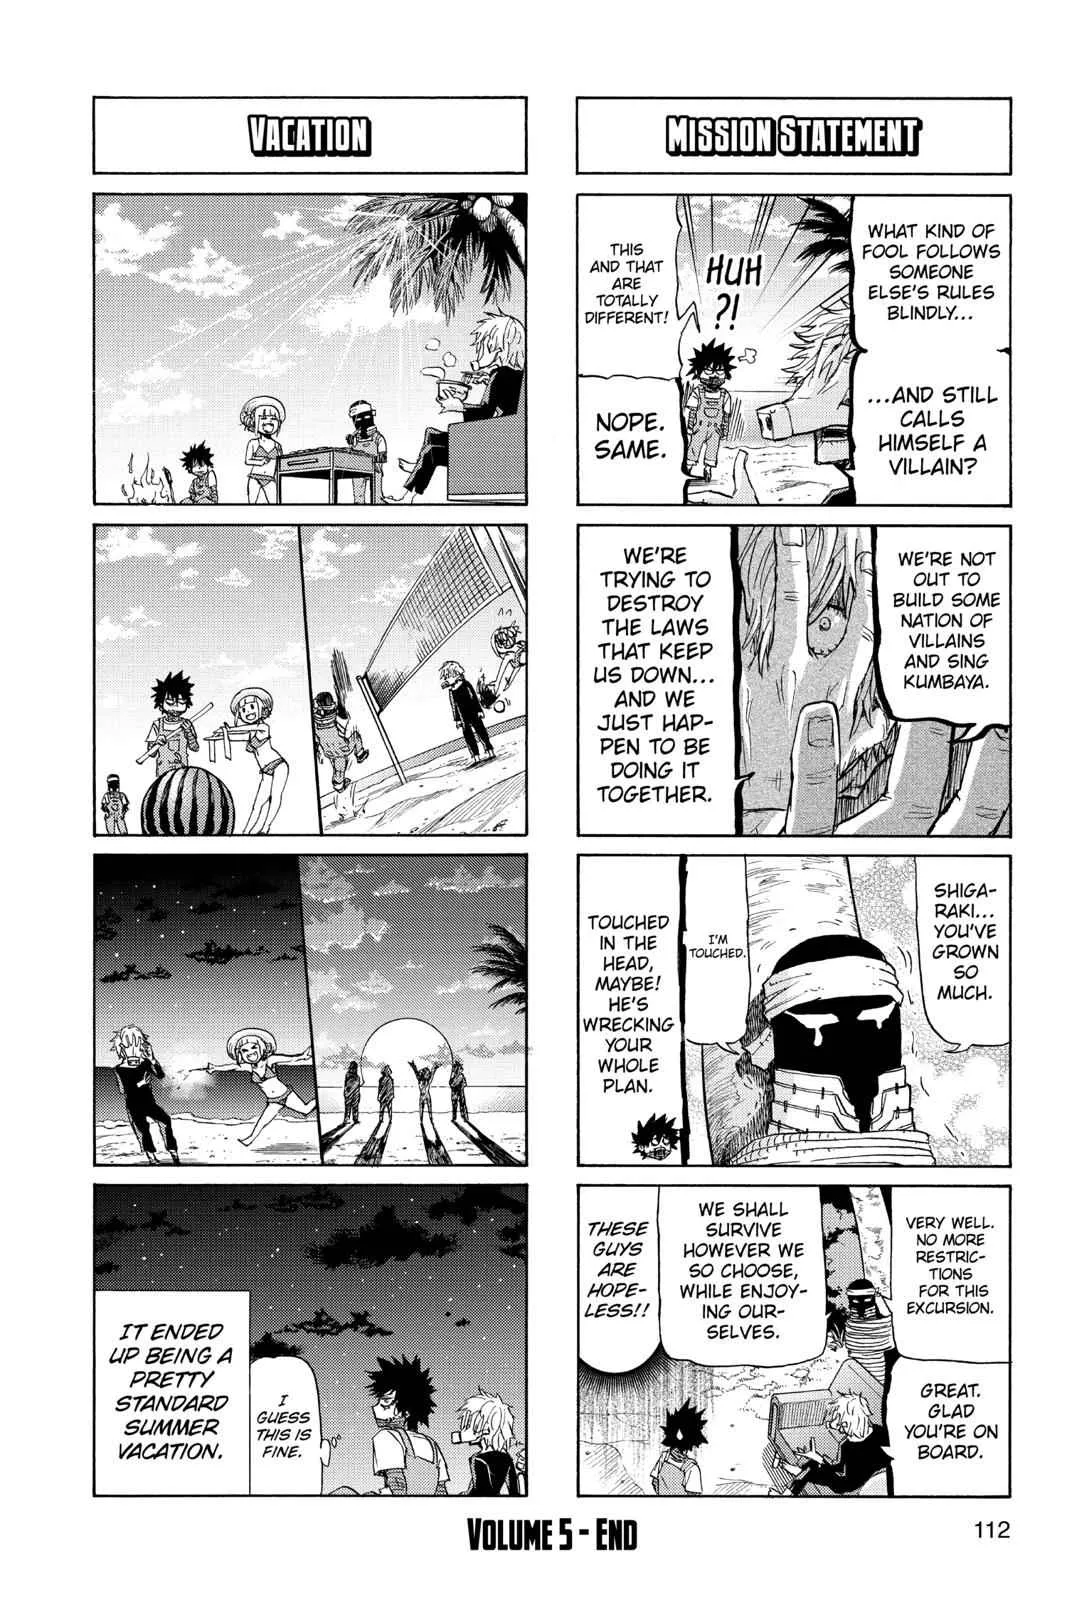 MISSION STATEMENT
WHAT KIND OF
FOOL FOLLOWS
SOMEONE
ELSE'S RULES
BLINDLY...
...AND STILL
CALLS
HIMSELF A
VILLAIN?
HUH
?!
THIS
AND THAT
ARE
TOTALLY
DIFFERENT!
NOPE.
SAME.
WE'RE NOT
OUT TO
BUILD SOME
NATION OF
VILLAINS
AND SING
KUMBAYA.
WE'RE
TRYING TO
DESTROY
THE LAWS
THAT KEEP
US DOWN...
...AND WE
JUST HAP-
PEN TO BE
DOING IT
TOGETHER.
SHIGA-
RAKI...
YOU'VE
GROWN
SO
MUCH.
I'M
TOUCHED.
TOUCHED
IN THE
HEAD,
MAYBE!
HE'S
WRECKING
YOUR
WHOLE
PLAN.
VERY WELL.
NO MORE
RESTRIC-
TIONS
FOR THIS
EXCURSION.
GREAT.
GLAD
YOU'RE ON
BOARD.
WE SHALL
SURVIVE
HOWEVER WE
SO CHOOSE,
WHILE ENJOY-
ING OUR-
SELVES.
THESE
GUYS
ARE
HOPE-
LESS!!
VACATION
I
GUESS
THIS IS
FINE.
IT ENDED
UP BEING A
PRETTY
STANDARD
SUMMER
VACATION.
VOLUME 5 - END
112